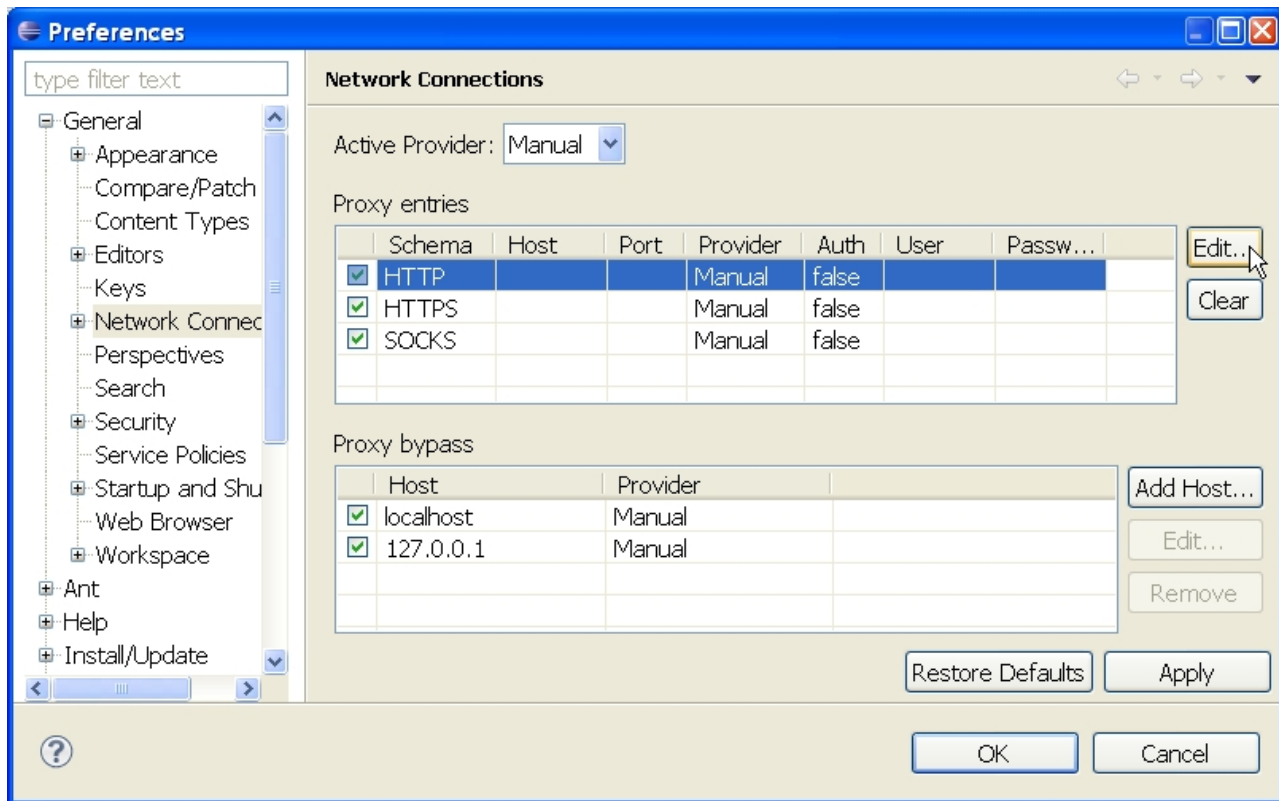 Preferences
type filter text
General
Appearance
Compare/Patch
Content Types
Editors
Keys
Network Connec
Perspectives
Search
Security
Service Policies
Startup and Shu
Web Browser
Workspace
Ant
Help
Install/Update
Network Connections
Active Provider: Manual
Proxy entries
Schema Host Port Provider Auth User Passw...
HTTP Manual false
HTTPS Manual false
SOCKS Manual false
Edit...
Clear
Proxy bypass
Host Provider
localhost Manual
127.0.0.1 Manual
Add Host...
Edit...
Remove
Restore Defaults Apply
? OK Cancel